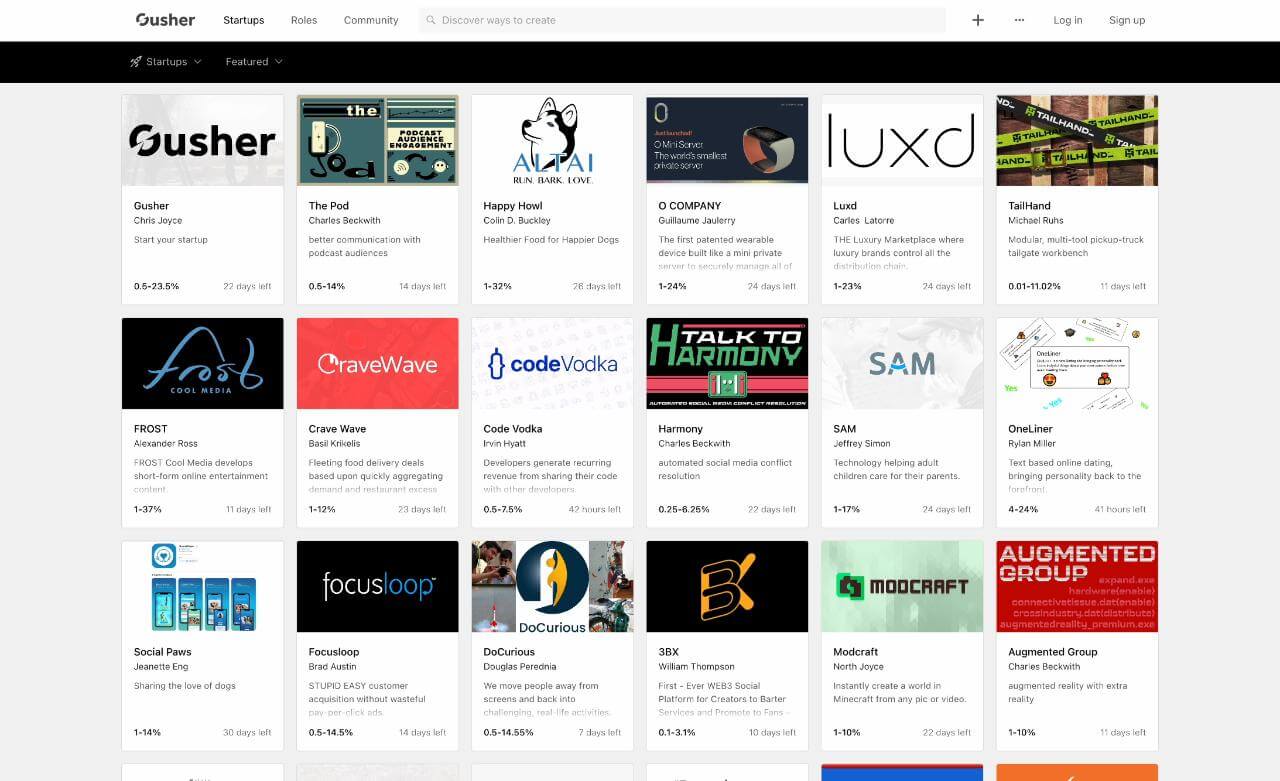 Gusher
Startups
Roles
Community
Discover ways to create
Log in
Sign up
Startups
Featured
Gusher
the
Pod
PODCAST
AUDIENCE
ENGAGEMENT
ALTAI
RUN. BARK. LOVE.
Just launched!
O Mini Server.
The world's smallest
private server
luxd
TAILHAND
TAILHAND
Gusher
Chris Joyce
Start your startup
0.5-23.5%
22 days left
The Pod
Charles Beckwith
better communication with
podcast audiences
0.5-14%
14 days left
Happy Howl
Colin D. Buckley
Healthier Food for Happier Dogs
1-32%
26 days left
O COMPANY
Guillaume Jaulerry
The first patented wearable
device built like a mini private
server to securely manage all of
1-24%
24 days left
Luxd
Carles Latorre
THE Luxury Marketplace where
luxury brands control all the
distribution chain.
1-23%
24 days left
TailHand
Michael Ruhs
Modular, multi-tool pickup-truck
tailgate workbench
0.01-11.02%
11 days left
Frost
COOL MEDIA
CraveWave
codeVodka
TALK TO
HARMONY
AUTOMATED SOCIAL MEDIA CONFLICT RESOLUTION
SAM
OneLiner
Yes
Yes
Yes
FROST
Alexander Ross
FROST Cool Media develops
short-form online entertainment
content.
1-37%
11 days left
Crave Wave
Basil Krikelis
Fleeting food delivery deals
based upon quickly aggregating
demand and restaurant excess
1-12%
23 days left
Code Vodka
Irvin Hyatt
Developers generate recurring
revenue from sharing their code
with other developers.
0.5-7.5%
42 hours left
Harmony
Charles Beckwith
automated social media conflict
resolution
0.25-6.25%
22 days left
SAM
Jeffrey Simon
Technology helping adult
children care for their parents.
1-17%
24 days left
OneLiner
Rylan Miller
Text based online dating,
bringing personality back to the
forefront.
4-24%
41 hours left
focusloop
DoCurious
BX
MODCRAFT
AUGMENTED
GROUP
expand.exe
hardware(enable)
connectivetissue.dat(enable)
crossindustry.dat(distribute)
augmentedreality_premium.exe
Social Paws
Jeanette Eng
Sharing the love of dogs
1-14%
30 days left
Focusloop
Brad Austin
STUPID EASY customer
acquisition without wasteful
pay-per-click ads.
0.5-14.5%
14 days left
DoCurious
Douglas Perednia
We move people away from
screens and back into
challenging, real-life activities.
0.5-14.55%
7 days left
3BX
William Thompson
First - Ever WEB3 Social
Platform for Creators to Barter
Services and Promote to Fans -
0.1-3.1%
10 days left
Modcraft
North Joyce
Instantly create a world in
Minecraft from any pic or video.
1-10%
22 days left
Augmented Group
Charles Beckwith
augmented reality with extra
reality
1-10%
11 days left